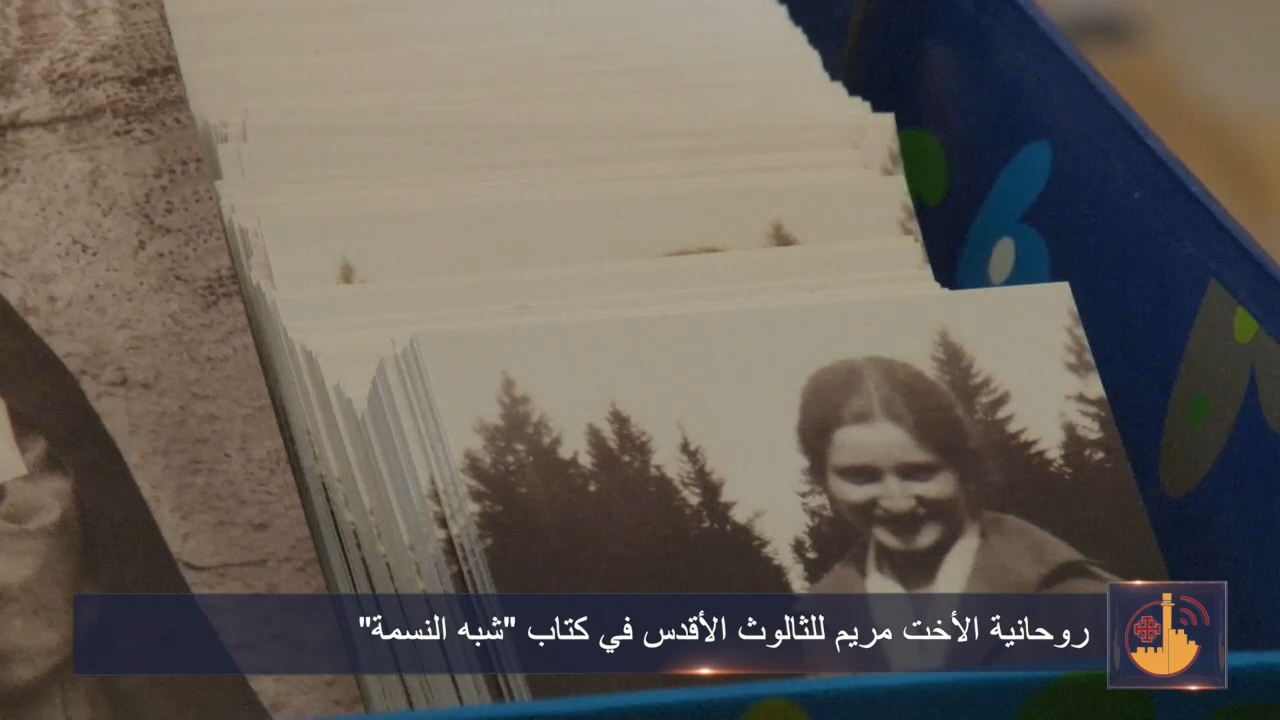 روحانية الأخت مريم للثالوث الأقدس في كتاب "شبه النسمة"